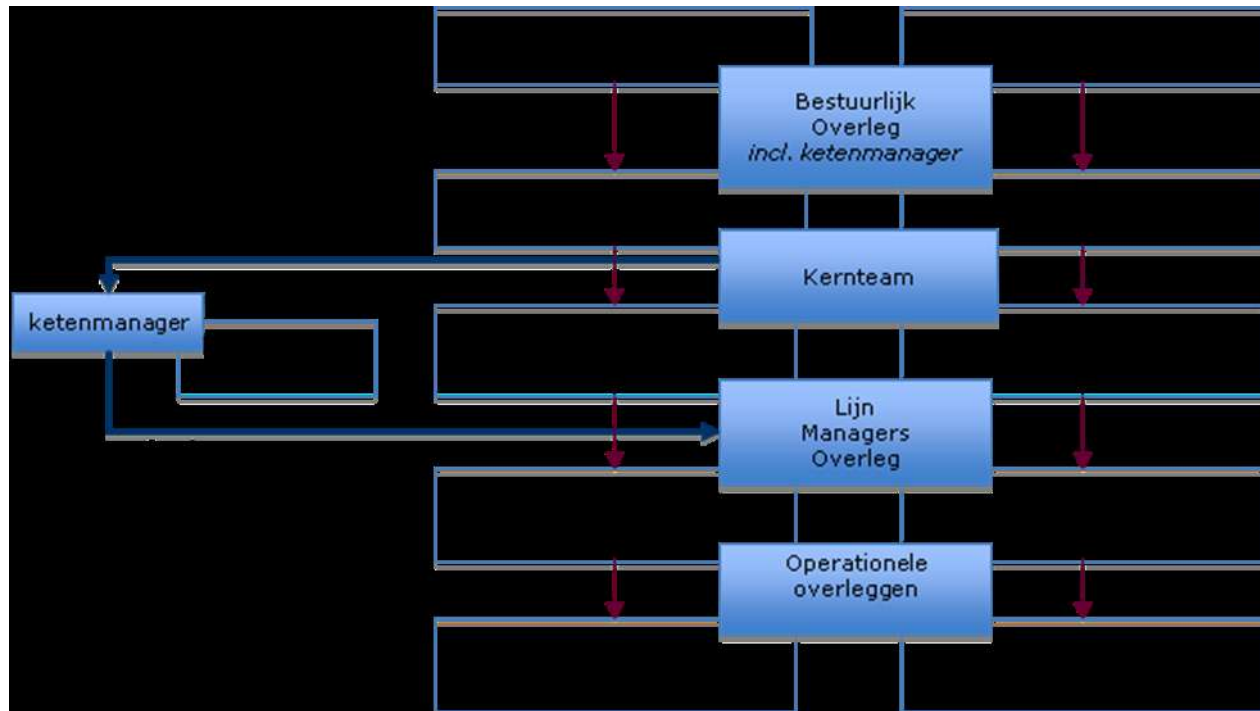 Bestuurlijk
Overleg
incl. ketenmanager
Kernteam
ketenmanager
Lijn
Managers
Overleg
Operationele
overleggen